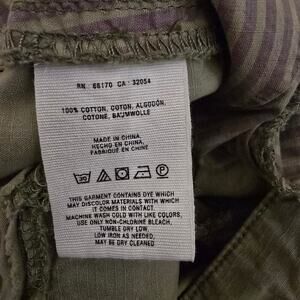 RN 68170 CA 32054
100% COTTON, COTON, ALGODÓN,
COTONE, BAUMWOLLE
MADE IN CHINA
HECHO EN CHINA
FABRIQUÉ EN CHINE
THIS GARMENT CONTAINS DYE WHICH
MAY DISCOLOR MATERIALS WITH WHICH
IT COMES IN CONTACT.
MACHINE WASH COLD WITH LIKE COLORS,
USE ONLY NON-CHLORINE BLEACH,
TUMBLE DRY LOW,
LOW IRON AS NEEDED,
MAY BE DRY CLEANED